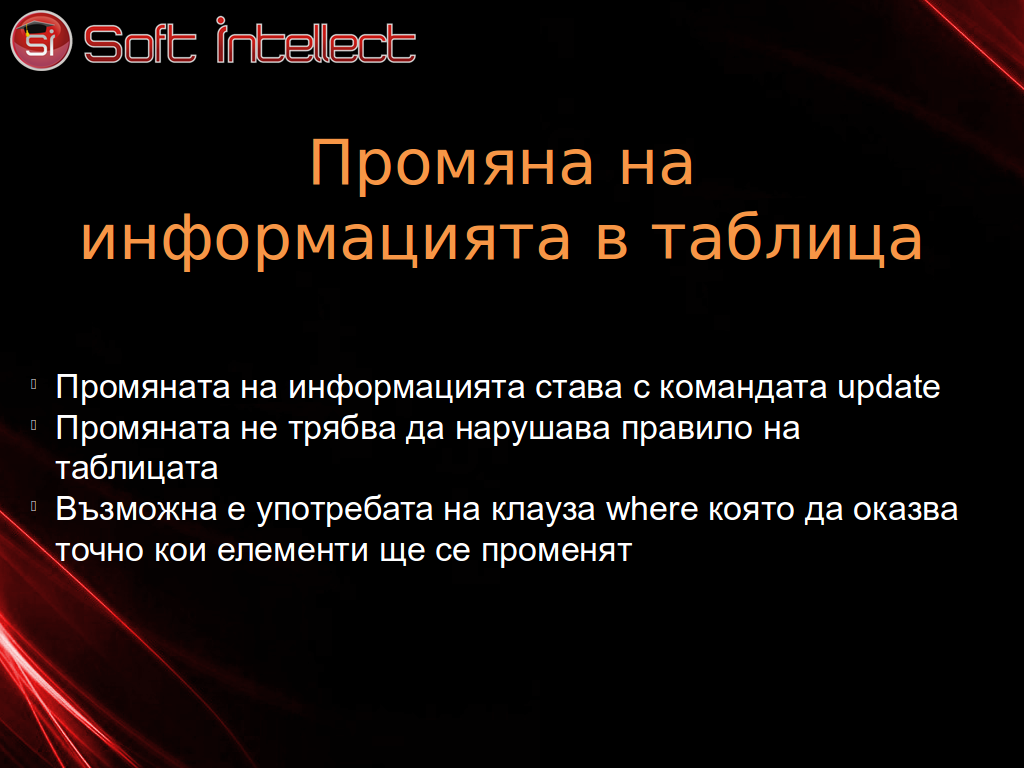 Si Soft intellect
Промяна на
информацията в таблица
Промяната на информацията става с командата update
Промяната не трябва да нарушава правило на
таблицата
Възможна е употребата на клауза where която да оказва
точно кои елементи ще се променят